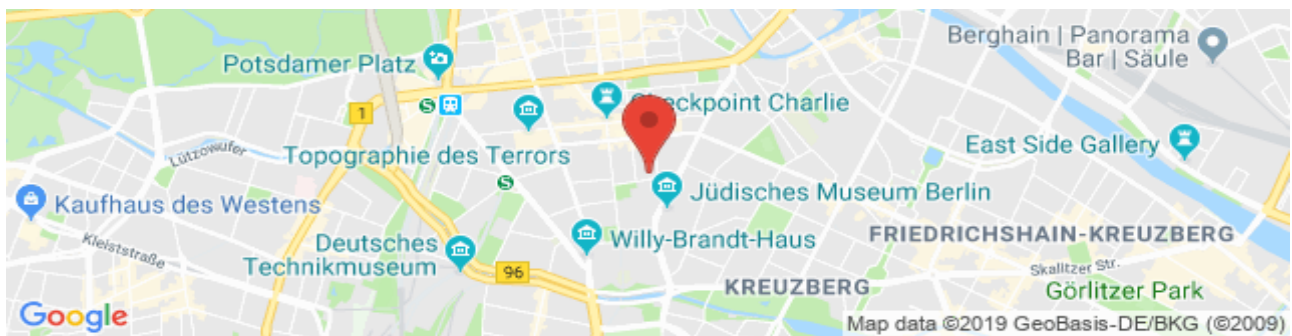 Berghain | Panorama
Bar | Säule
Potsdamer Platz
S
1
Checkpoint Charlie
Topographie des Terrors
East Side Gallery
Lützowufer
S
Kaufhaus des Westens
Jüdisches Museum Berlin
Kleiststraße
Deutsches
Technikmuseum
Willy-Brandt-Haus
FRIEDRICHSHAIN-KREUZBERG
96
Skalitzer Str.
KREUZBERG
Görlitzer Park
Google
Map data ©2019 GeoBasis-DE/BKG (©2009)